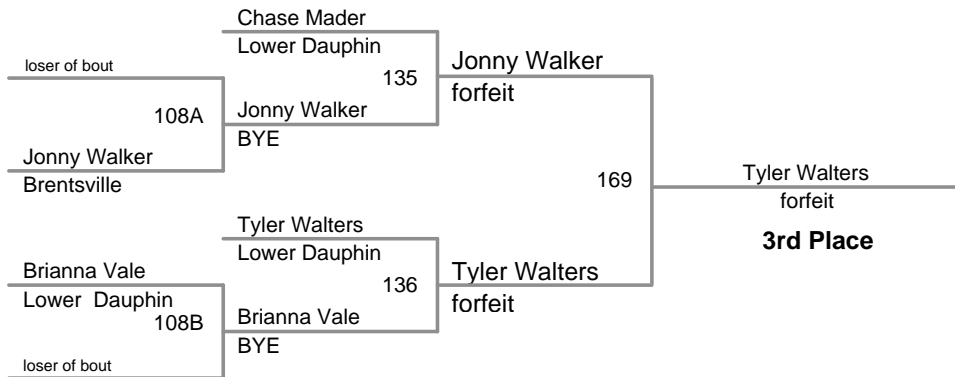 Chase Mader
Lower Dauphin
loser of bout
135
Jonny Walker
forfeit
108A
Jonny Walker
BYE
Jonny Walker
Brentsville
169
Tyler Walters
forfeit
3rd Place
Tyler Walters
Lower Dauphin
Brianna Vale
Lower  Dauphin
136
Tyler Walters
forfeit
108B
Brianna Vale
BYE
loser of bout